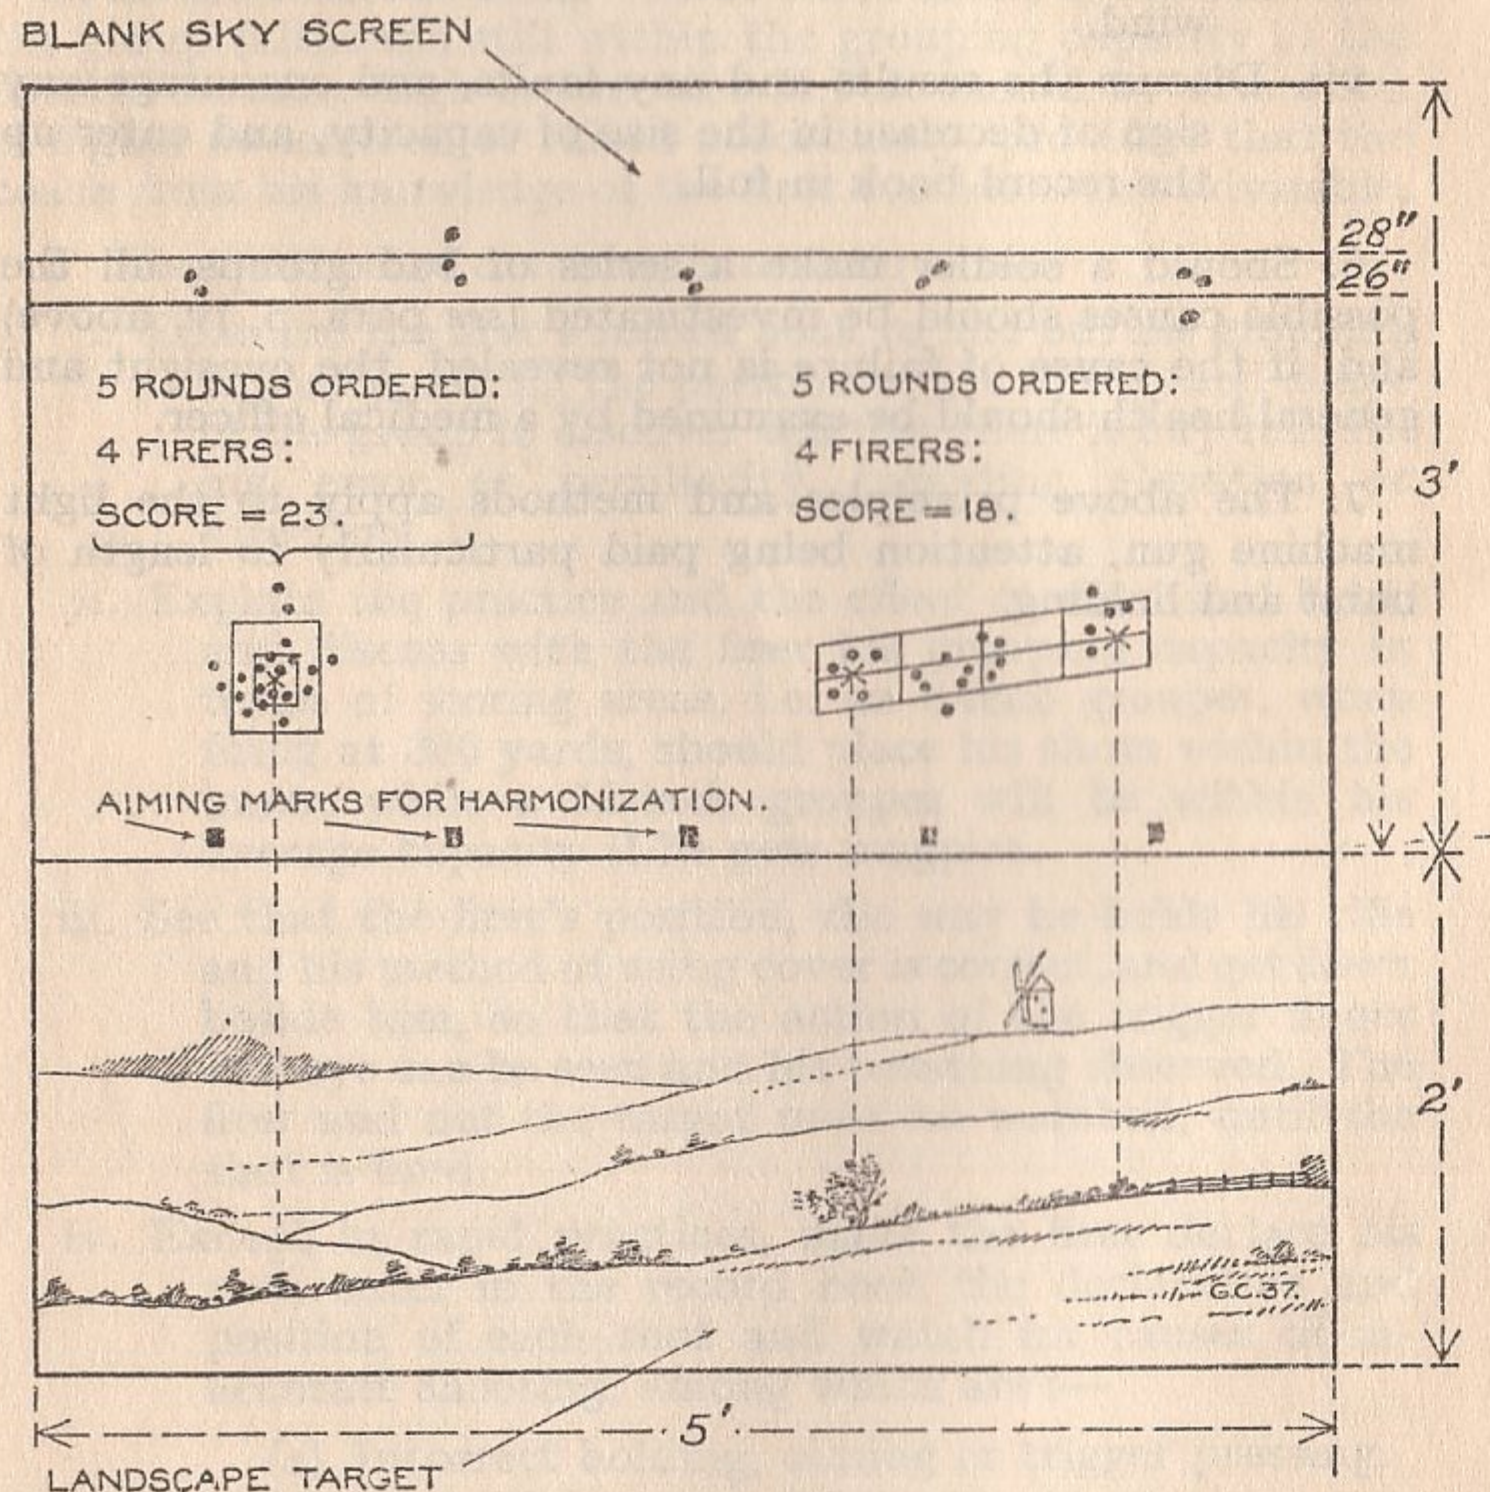 BLANK SKY SCREEN
28"
26"
5 ROUNDS ORDERED:
4 FIRERS:
SCORE = 23.
5 ROUNDS ORDERED:
4 FIRERS:
SCORE = 18.
3'
AIMING MARKS FOR HARMONIZATION.
2'
G.C.37.
5'
LANDSCAPE TARGET